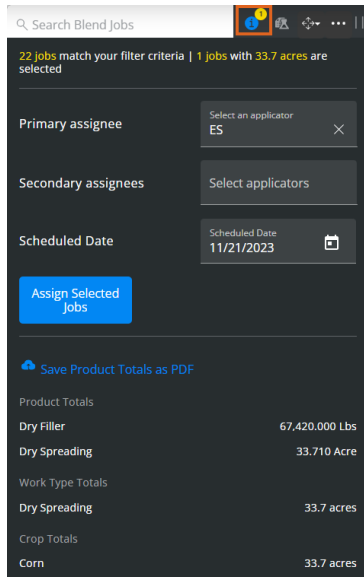 Search Blend Jobs
1
22 jobs match your filter criteria | 1 jobs with 33.7 acres are
selected
Primary assignee
Select an applicator
ES
Secondary assignees
Select applicators
Scheduled Date
Scheduled Date
11/21/2023
Assign Selected
Jobs
Save Product Totals as PDF
Product Totals
Dry Filler 67,420.000 Lbs
Dry Spreading 33.710 Acre
Work Type Totals
Dry Spreading 33.7 acres
Crop Totals
Corn 33.7 acres